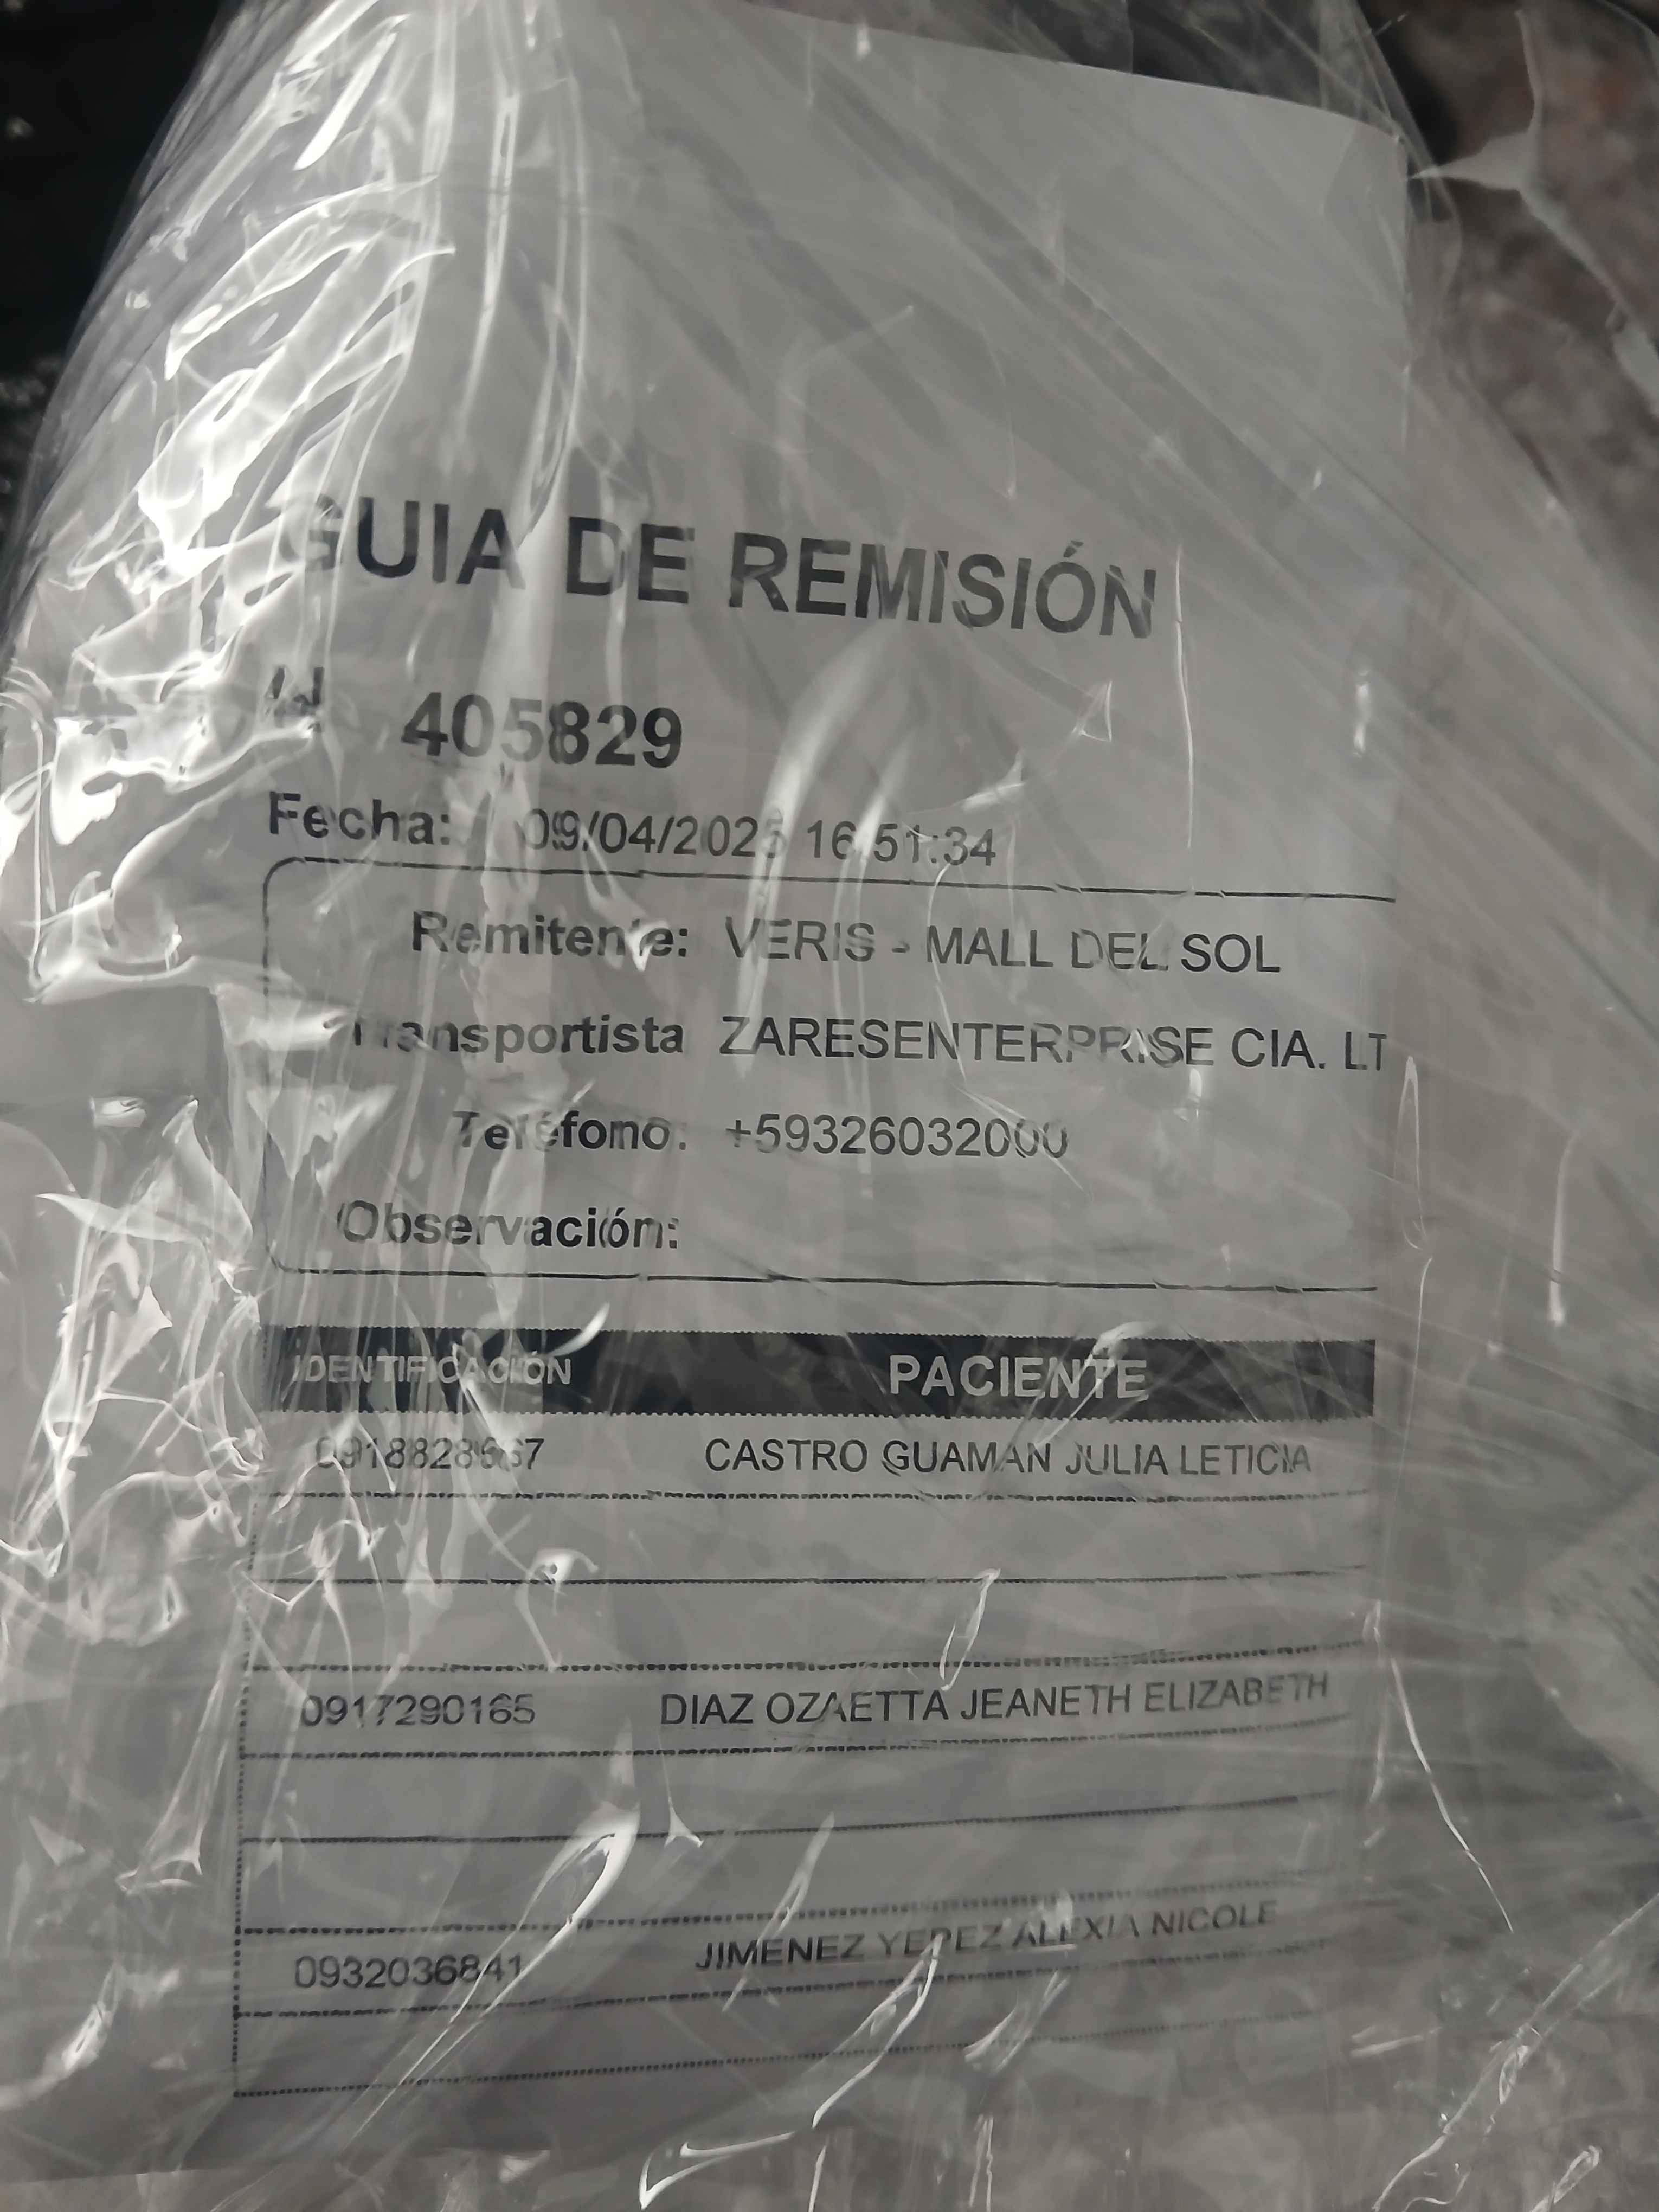 GUIA DE REMISIÓN
405829
Fecha: 09/04/2025 16:51:34
Remitente: VERIS - MALL DEL SOL
Transportista ZARESENTERPRISE CIA. LT
Teléfono: +59326032000
Observación:
IDENTIFICACIÓN PACIENTE
CASTRO GUAMAN JULIA LETICIA
0917290165 DIAZ OZAETTA JEANETH ELIZABETH
0932036841 JIMENEZ YEPEZ ALEXIA NICOLE